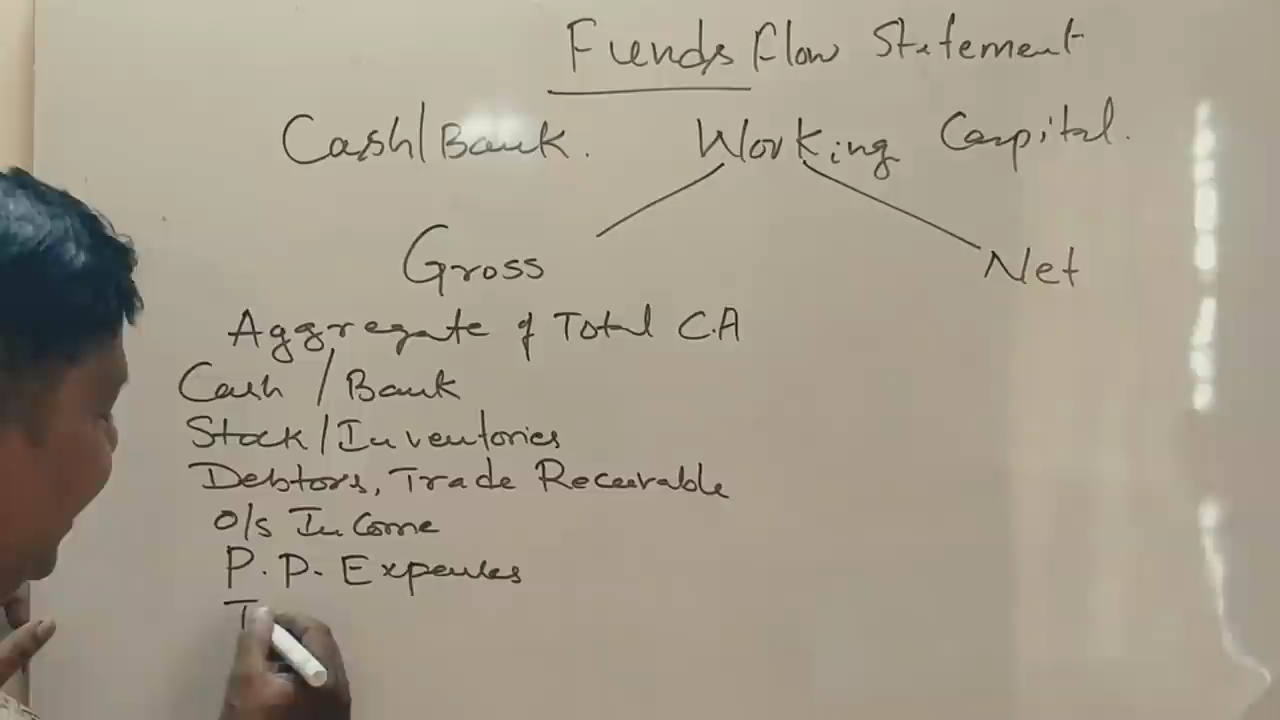 Funds Flow Statement
Cash/Bank. Working Capital.
Gross Net
Aggregate of Total C.A
Cash / Bank
Stock/Inventories
Debtors, Trade Receivable
O/s Income
P.P. Expenses
T